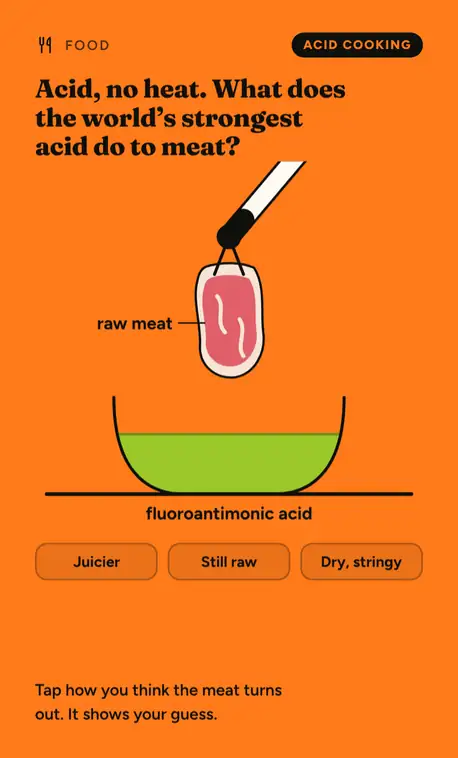 FOOD
ACID COOKING
Acid, no heat. What does
the world’s strongest
acid do to meat?
raw meat
fluoroantimonic acid
Juicier
Still raw
Dry, stringy
Tap how you think the meat turns
out. It shows your guess.